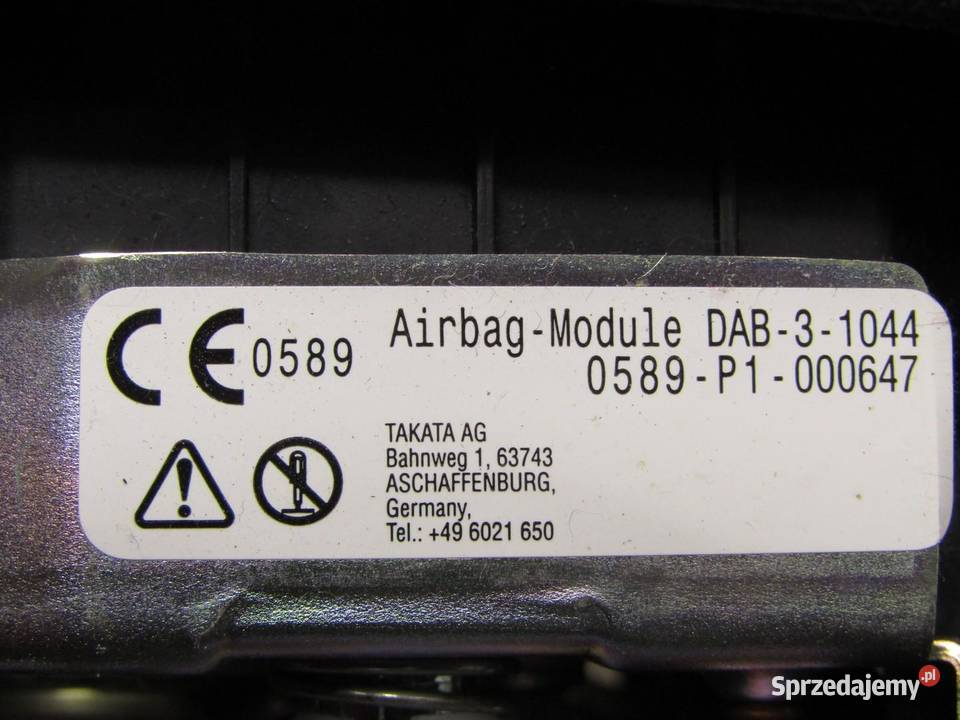 CE 0589
Airbag-Module DAB-3-1044
0589-P1-000647
TAKATA AG
Bahnweg 1, 63743
ASCHAFFENBURG,
Germany,
Tel.: +49 6021 650
Sprzedajemy.pl